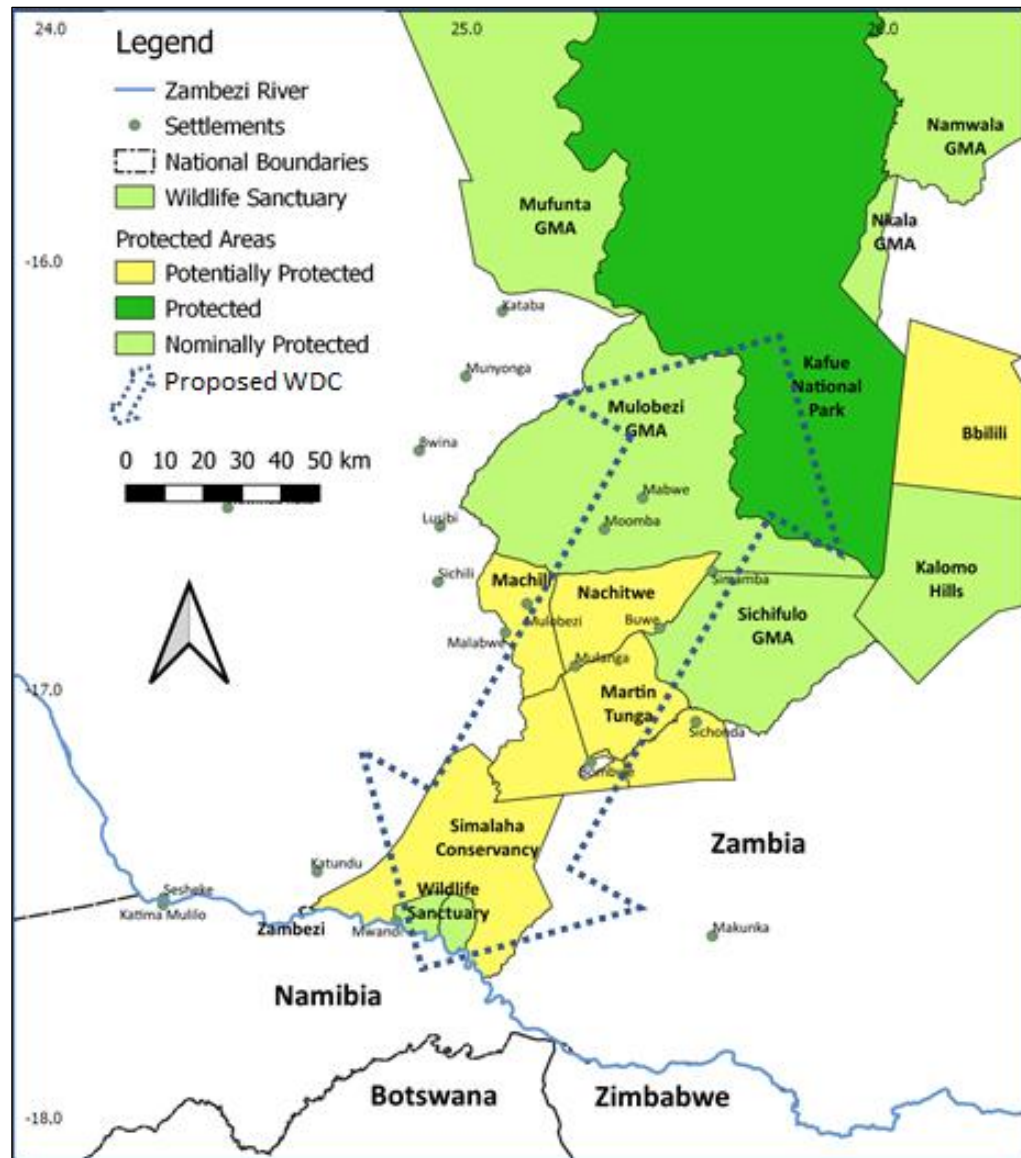 24.0
25.0
Legend
Zambezi River
Settlements
National Boundaries
Wildlife Sanctuary
Protected Areas
Potentially Protected
Protected
Nominally Protected
Proposed WDC
0 10 20 30 40 50 km
Namwala
GMA
Mufunta
GMA
Nkala
GMA
-16.0
Kataba
Munyonga
Kafue
National
Park
Mulobezi
GMA
Bbilili
Bwina
Mabwe
Lusibi
Moomba
Sichili
Machili
Nachitwe
Simamba
Kalomo
Hills
Mulobezi
Buwe
Sichifulo
GMA
Malabwe
Mulanga
-17.0
Martin
Tunga
Sichonda
Simalaha
Conservancy
Zambia
Katundu
Wildlife
Sanctuary
Sesheke
Katima Mulilo
Zambezi
Mwandi
Makunka
Namibia
Botswana
Zimbabwe
-18.0